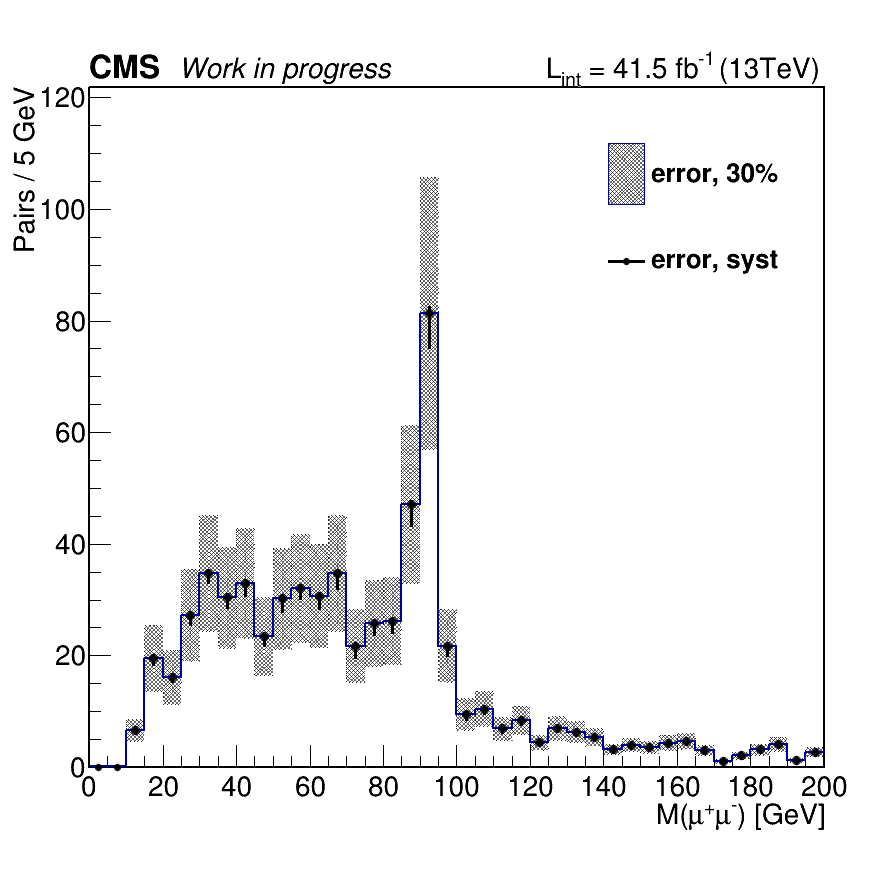 CMS Work in progress
L_int = 41.5 fb⁻¹ (13TeV)
Pairs / 5 GeV
120
100
80
60
40
20
0
error, 30%
error, syst
0 20 40 60 80 100 120 140 160 180 200
M(μ⁺μ⁻) [GeV]